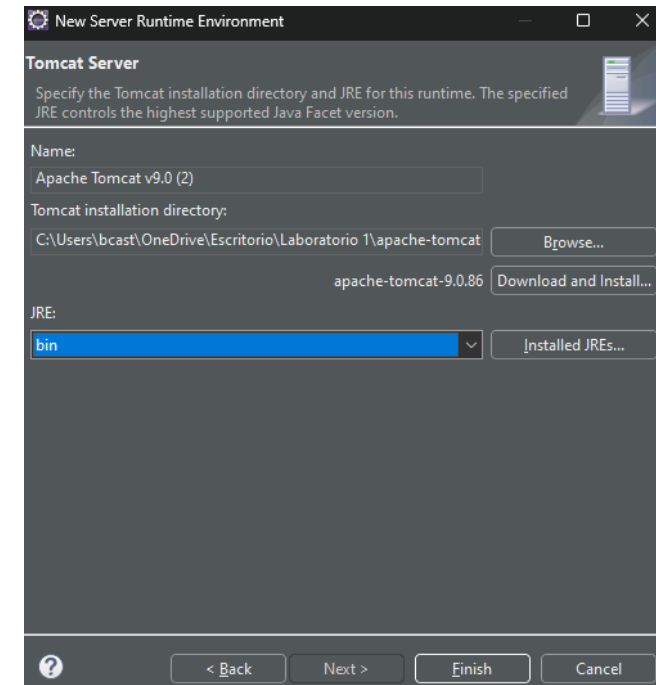 New Server Runtime Environment
Tomcat Server
Specify the Tomcat installation directory and JRE for this runtime. The specified
JRE controls the highest supported Java Facet version.
Name:
Apache Tomcat v9.0 (2)
Tomcat installation directory:
C:\Users\bcast\OneDrive\Escritorio\Laboratorio 1\apache-tomcat
Browse...
apache-tomcat-9.0.86
Download and Install...
JRE:
bin
Installed JREs...
?
< Back
Next >
Finish
Cancel